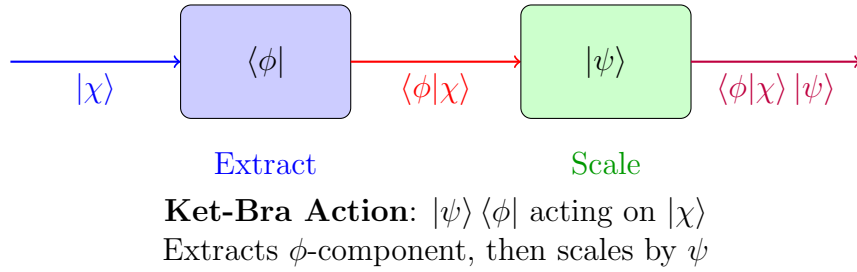 ⟨ϕ|
|ψ⟩
|χ⟩
⟨ϕ|χ⟩
⟨ϕ|χ⟩ |ψ⟩
Extract
Scale
Ket-Bra Action: |ψ⟩ ⟨ϕ| acting on |χ⟩
Extracts ϕ-component, then scales by ψ